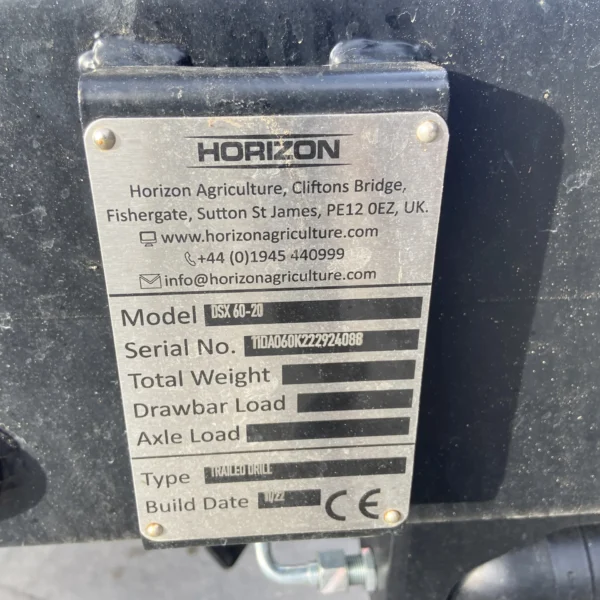 HORIZON
Horizon Agriculture, Cliftons Bridge,
Fishergate, Sutton St James, PE12 0EZ, UK.
www.horizonagriculture.com
+44 (0)1945 440999
info@horizonagriculture.com
Model DSX 60-20
Serial No. 11DA060K222924088
Total Weight
Drawbar Load
Axle Load
Type TRAILED DRILL
Build Date 11/22 CE